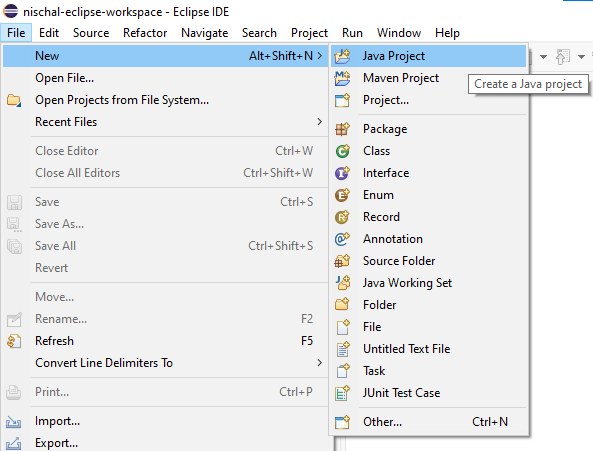 nischal-eclipse-workspace - Eclipse IDE
File Edit Source Refactor Navigate Search Project Run Window Help
New Alt+Shift+N >
Open File...
Open Projects from File System...
Recent Files >
Close Editor Ctrl+W
Close All Editors Ctrl+Shift+W
Save Ctrl+S
Save As...
Save All Ctrl+Shift+S
Revert
Move...
Rename... F2
Refresh F5
Convert Line Delimiters To >
Print... Ctrl+P
Import...
Export...
Java Project
Maven Project
Project...
Package
Class
Interface
Enum
Record
Annotation
Source Folder
Java Working Set
Folder
File
Untitled Text File
Task
JUnit Test Case
Other... Ctrl+N
Create a Java project